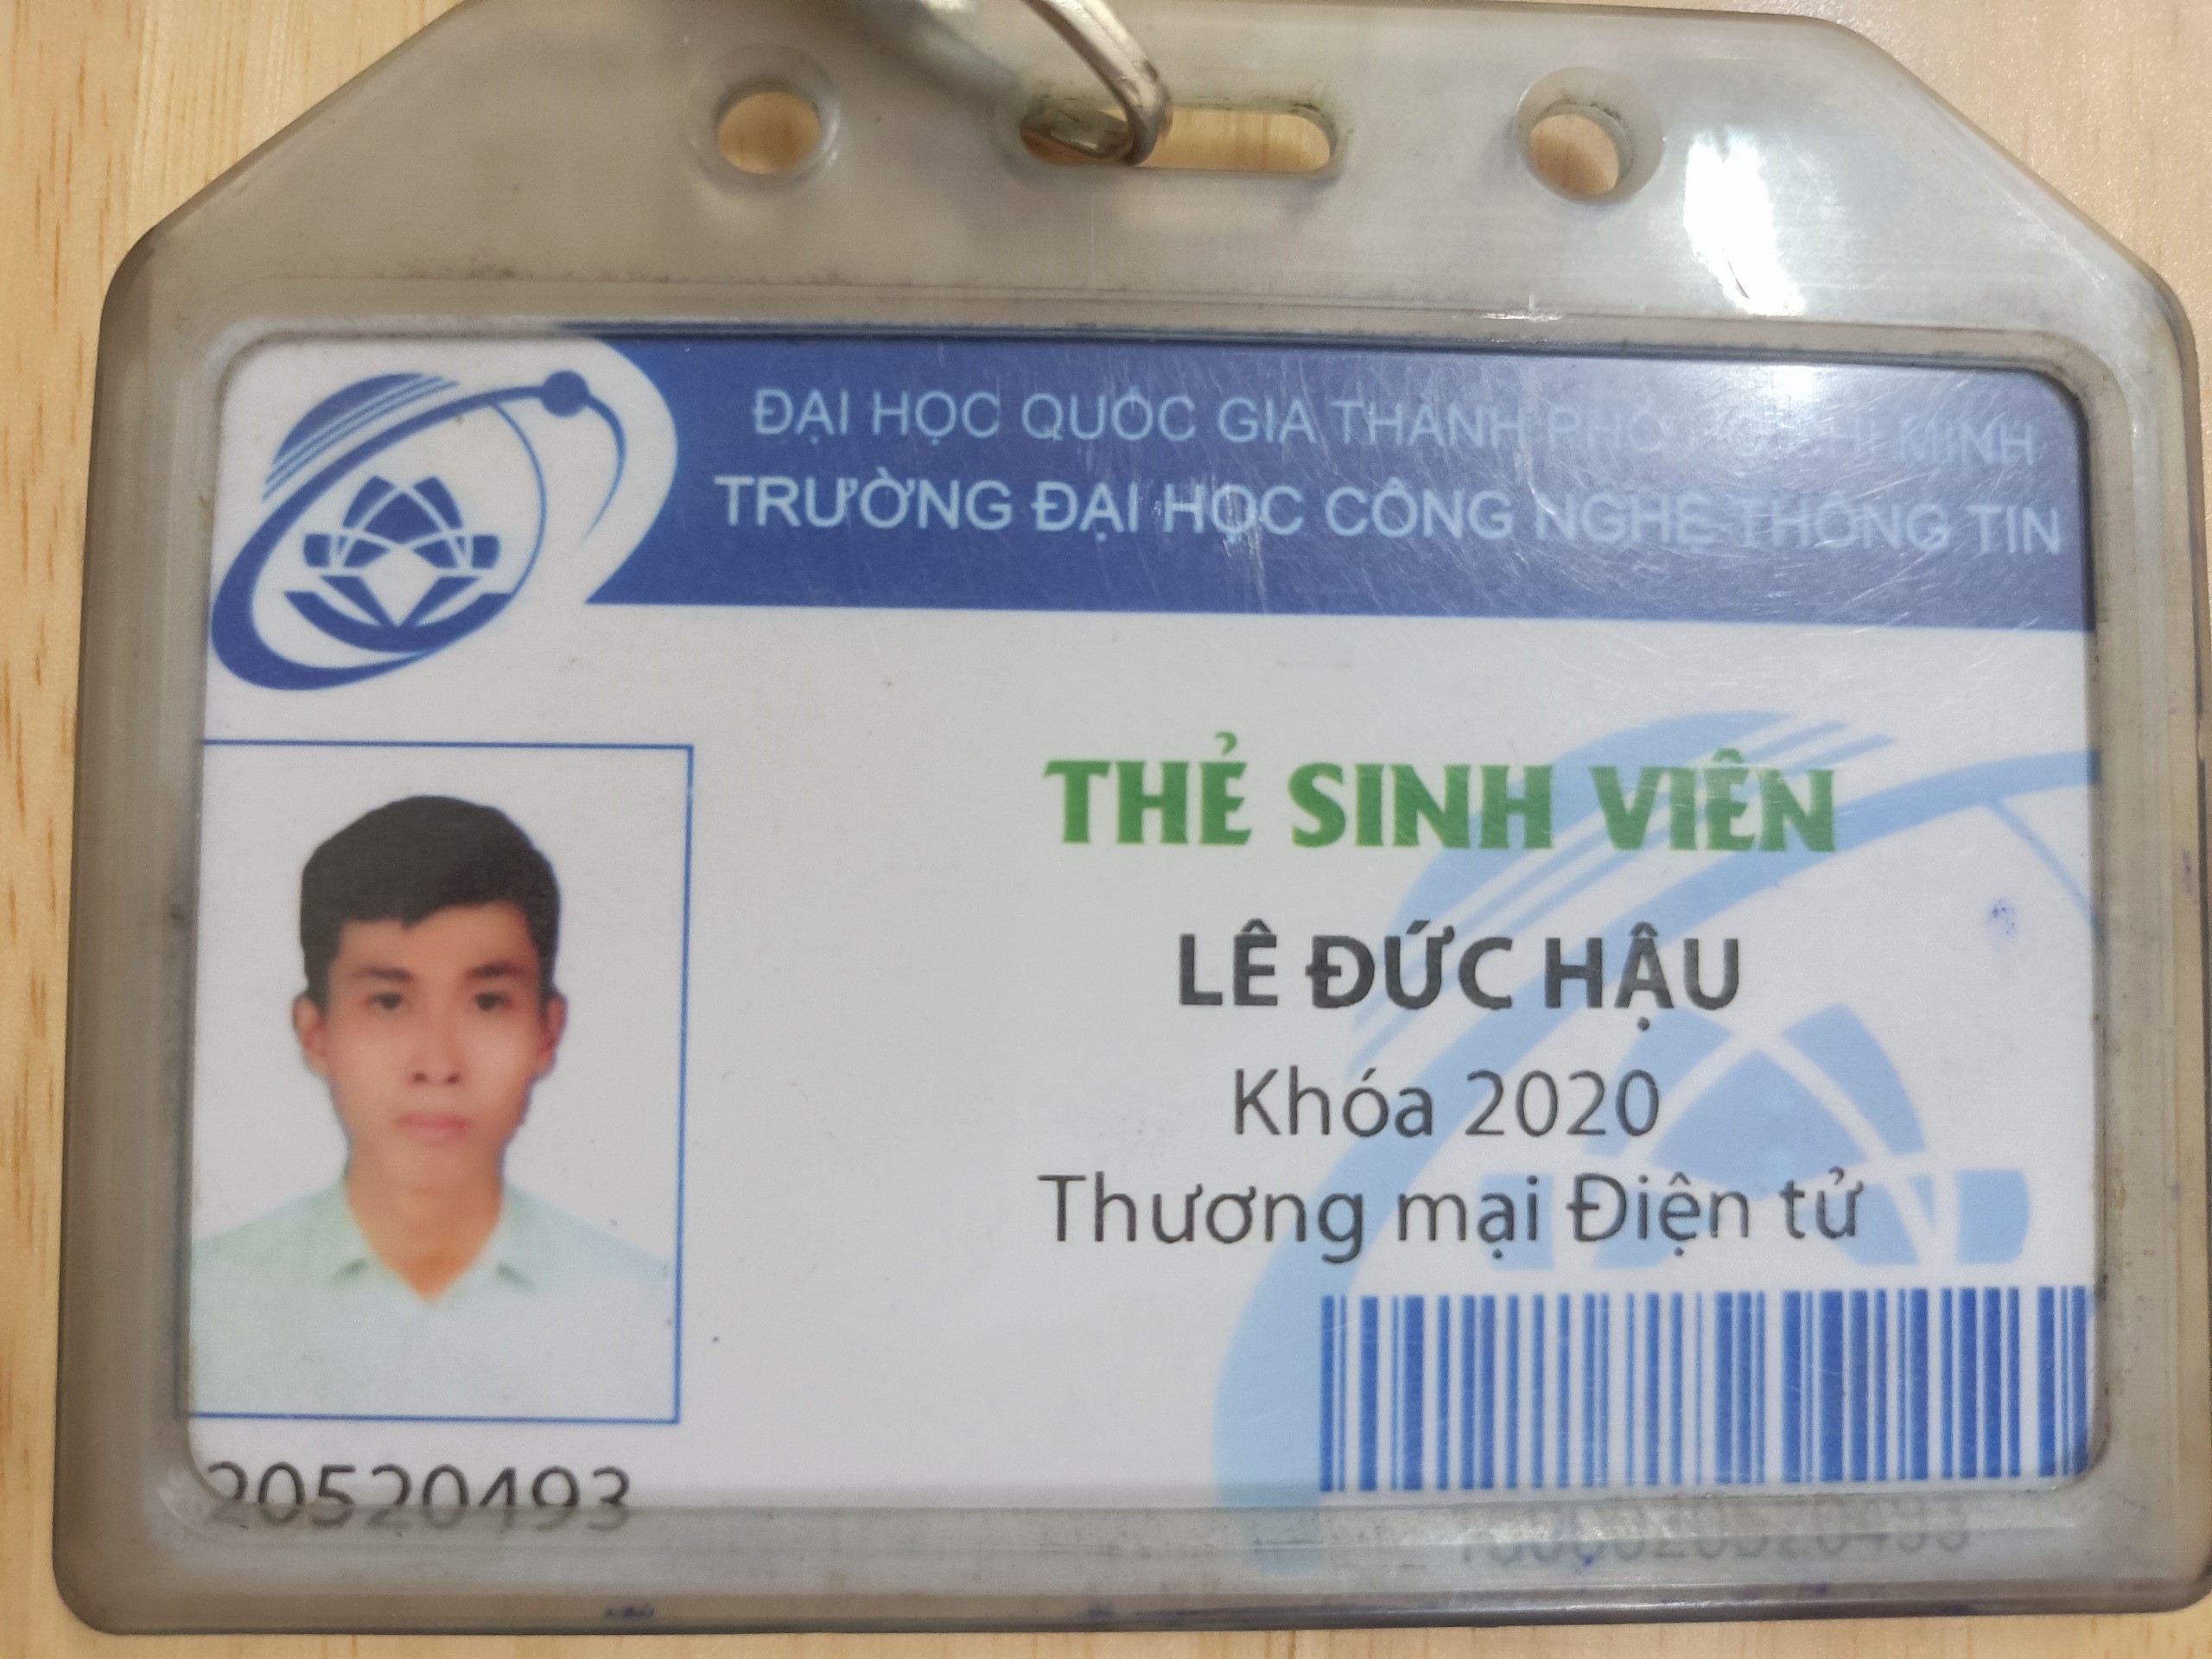 ĐẠI HỌC QUỐC GIA THÀNH PHỐ HỒ CHÍ MINH
TRƯỜNG ĐẠI HỌC CÔNG NGHỆ THÔNG TIN
THẺ SINH VIÊN
LÊ ĐỨC HẬU
Khóa 2020
Thương mại Điện tử
20520493